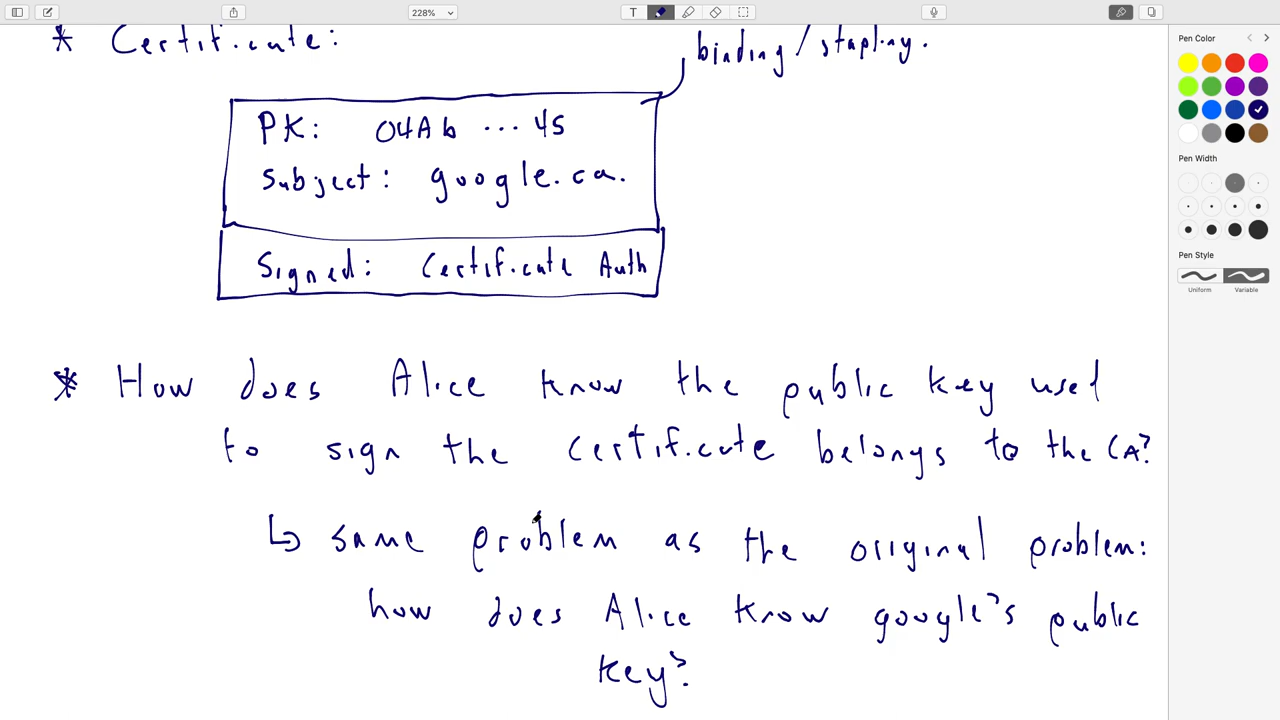 228%
* Certificate:
binding/stapling.
PK: 04Ab ... 45
Subject: google.ca.
Signed: Certificate Auth
* How does Alice know the public key used
to sign the certificate belongs to the CA?
↳ same problem as the original problem:
how does Alice know google's public
key?
Pen Color
Pen Width
Pen Style
Uniform Variable